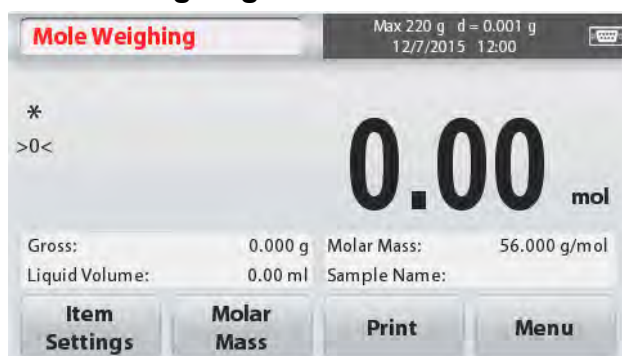 Mole Weighing
Max 220 g d = 0.001 g
12/7/2015 12:00
*
>0<
0.00 mol
Gross: 0.000 g Molar Mass: 56.000 g/mol
Liquid Volume: 0.00 ml Sample Name:
Item Settings
Molar Mass
Print
Menu